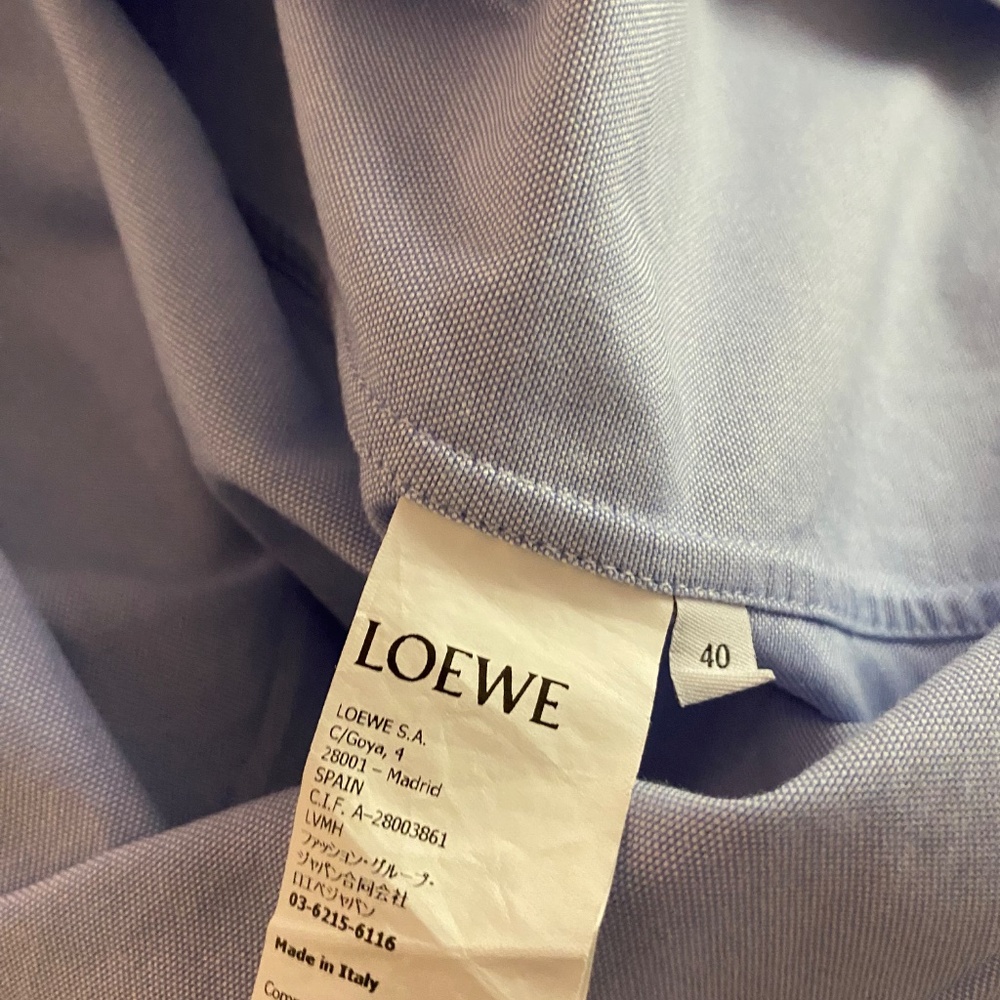 LOEWE
40
LOEWE S.A.
C/Goya, 4
28001 – Madrid
SPAIN
C.I.F. A–28003861
LVMH
ファッション・グループ・
ジャパン合同会社
ロエベジャパン
03-6215-6116
Made in Italy